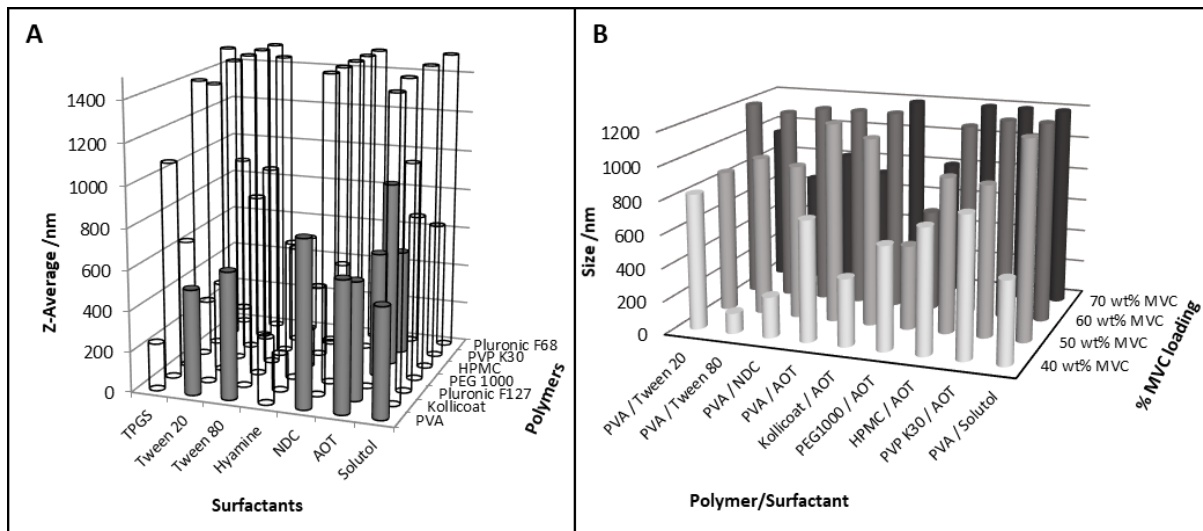 A
1400
1200
1000
800
600
400
200
0
Z-Average /nm
TPGS
Tween 20
Tween 80
Hyamine
NDC
AOT
Solutol
Surfactants
Pluronic F68
PVP K30
HPMC
PEG 1000
Pluronic F127
Kollicoat
PVA
Polymers
B
1200
1000
800
600
400
200
0
Size /nm
PVA / Tween 20
PVA / Tween 80
PVA / NDC
PVA / AOT
Kollicoat / AOT
PEG1000 / AOT
HPMC / AOT
PVP K30 / AOT
PVA / Solutol
Polymer/Surfactant
70 wt% MVC
60 wt% MVC
50 wt% MVC
40 wt% MVC
% MVC loading